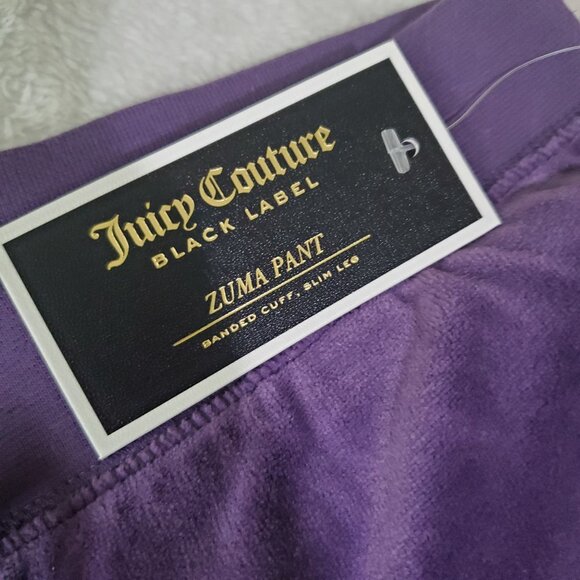 Juicy Couture
BLACK LABEL
ZUMA PANT
BANDED CUFF, SLIM LEG